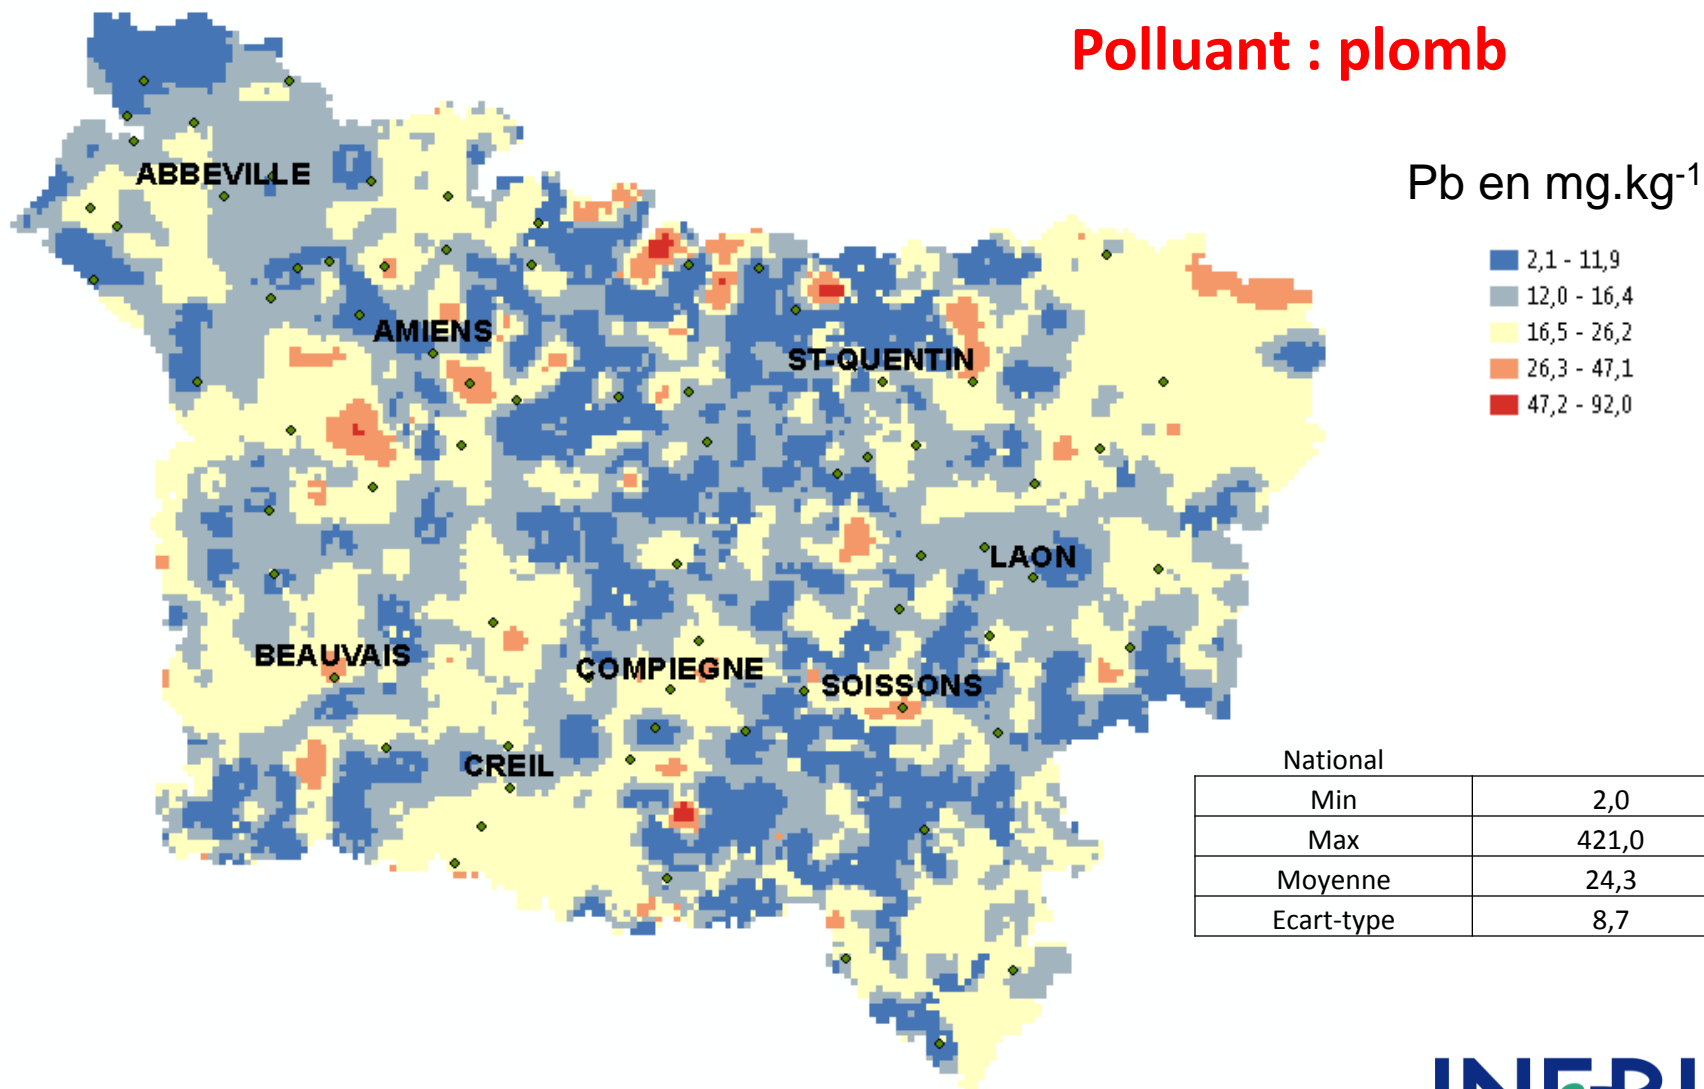 Polluant : plomb
Pb en mg.kg-1
2,1 - 11,9
12,0 - 16,4
16,5 - 26,2
26,3 - 47,1
47,2 - 92,0
ABBEVILLE
AMIENS
ST-QUENTIN
LAON
BEAUVAIS
COMPIEGNE
SOISSONS
CREIL
National
Min 2,0
Max 421,0
Moyenne 24,3
Ecart-type 8,7